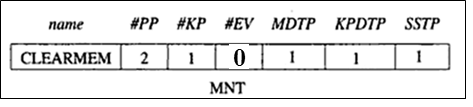 name #PP #KP #EV MDTP KPDTP SSTP
CLEARMEM 2 1 0 1 1 1
MNT